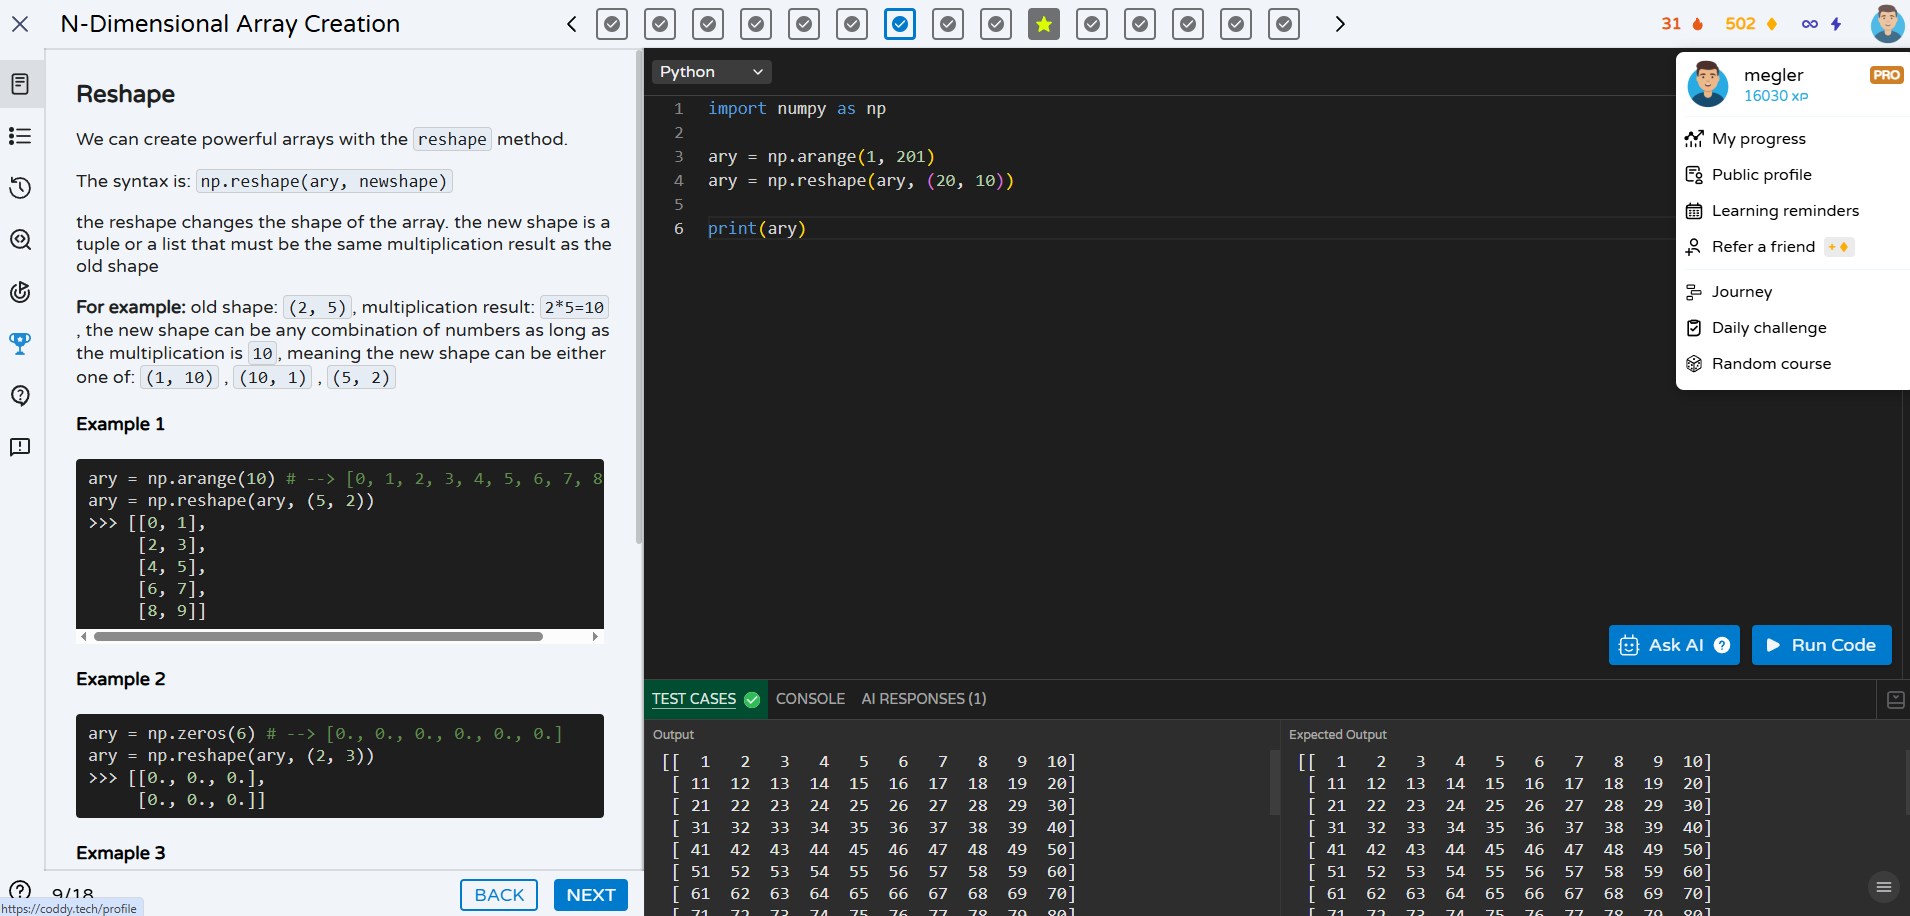 N-Dimensional Array Creation
31
502
∞
Reshape
We can create powerful arrays with the reshape method.
The syntax is: np.reshape(ary, newshape)
the reshape changes the shape of the array. the new shape is a
tuple or a list that must be the same multiplication result as the
old shape
For example: old shape: (2, 5), multiplication result: 2*5=10
, the new shape can be any combination of numbers as long as
the multiplication is 10, meaning the new shape can be either
one of: (1, 10) , (10, 1) , (5, 2)
Example 1
ary = np.arange(10) # --> [0, 1, 2, 3, 4, 5, 6, 7, 8
ary = np.reshape(ary, (5, 2))
>>> [[0, 1],
[2, 3],
[4, 5],
[6, 7],
[8, 9]]
Example 2
ary = np.zeros(6) # --> [0., 0., 0., 0., 0., 0.]
ary = np.reshape(ary, (2, 3))
>>> [[0., 0., 0.],
[0., 0., 0.]]
Exmaple 3
9/18
BACK
NEXT
https://coddy.tech/profile
Python
1 import numpy as np
2
3 ary = np.arange(1, 201)
4 ary = np.reshape(ary, (20, 10))
5
6 print(ary)
megler
PRO
16030 XP
My progress
Public profile
Learning reminders
Refer a friend
Journey
Daily challenge
Random course
Ask AI ?
Run Code
TEST CASES
CONSOLE
AI RESPONSES (1)
Output
[[ 1 2 3 4 5 6 7 8 9 10]
[ 11 12 13 14 15 16 17 18 19 20]
[ 21 22 23 24 25 26 27 28 29 30]
[ 31 32 33 34 35 36 37 38 39 40]
[ 41 42 43 44 45 46 47 48 49 50]
[ 51 52 53 54 55 56 57 58 59 60]
[ 61 62 63 64 65 66 67 68 69 70]
[ 71 72 73 74 75 76 77 78 79 80]
Expected Output
[[ 1 2 3 4 5 6 7 8 9 10]
[ 11 12 13 14 15 16 17 18 19 20]
[ 21 22 23 24 25 26 27 28 29 30]
[ 31 32 33 34 35 36 37 38 39 40]
[ 41 42 43 44 45 46 47 48 49 50]
[ 51 52 53 54 55 56 57 58 59 60]
[ 61 62 63 64 65 66 67 68 69 70]
[ 71 72 73 74 75 76 77 78 79 80]